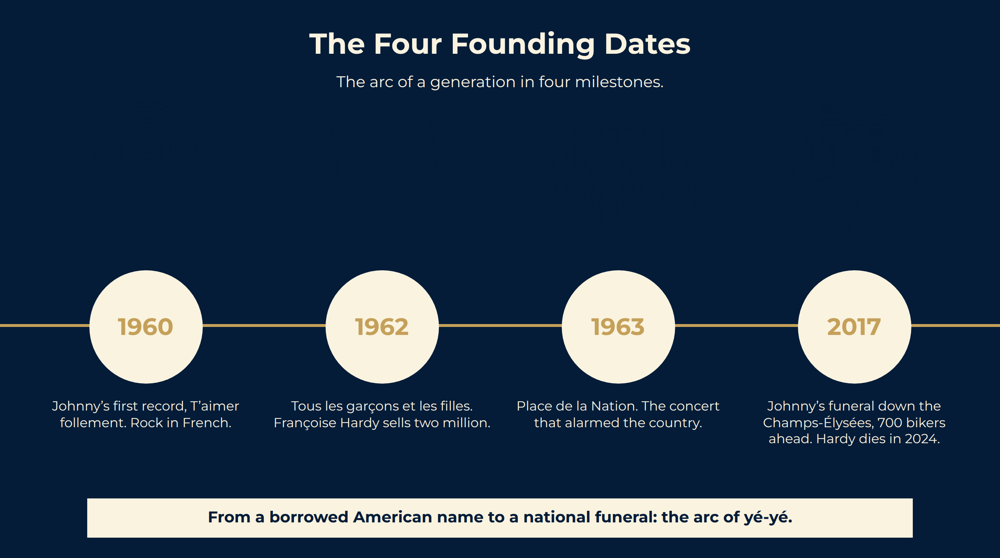 The Four Founding Dates
The arc of a generation in four milestones.
1960
1962
1963
2017
Johnny’s first record, T’aimer
follement. Rock in French.
Tous les garçons et les filles.
Françoise Hardy sells two million.
Place de la Nation. The concert
that alarmed the country.
Johnny’s funeral down the
Champs-Élysées, 700 bikers
ahead. Hardy dies in 2024.
From a borrowed American name to a national funeral: the arc of yé-yé.